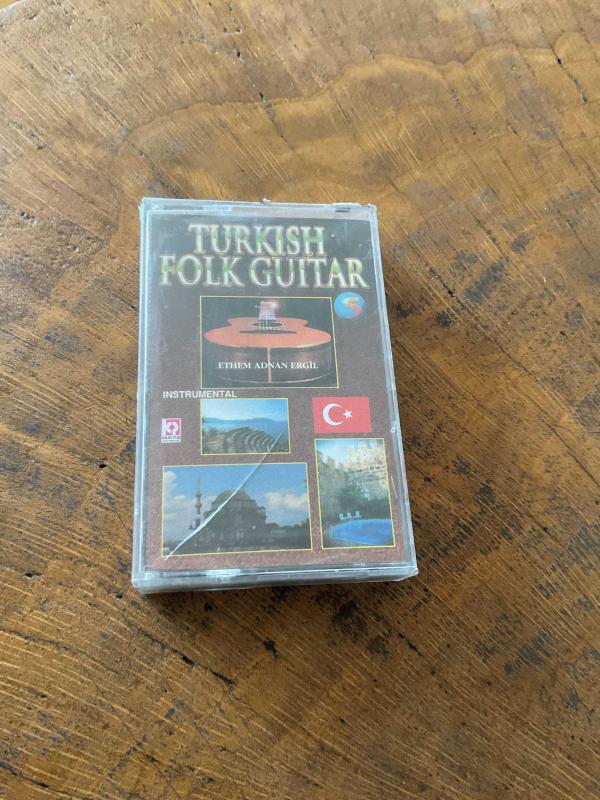 TURKISH
FOLK GUITAR
ETHEM ADNAN ERGİL
INSTRUMENTAL